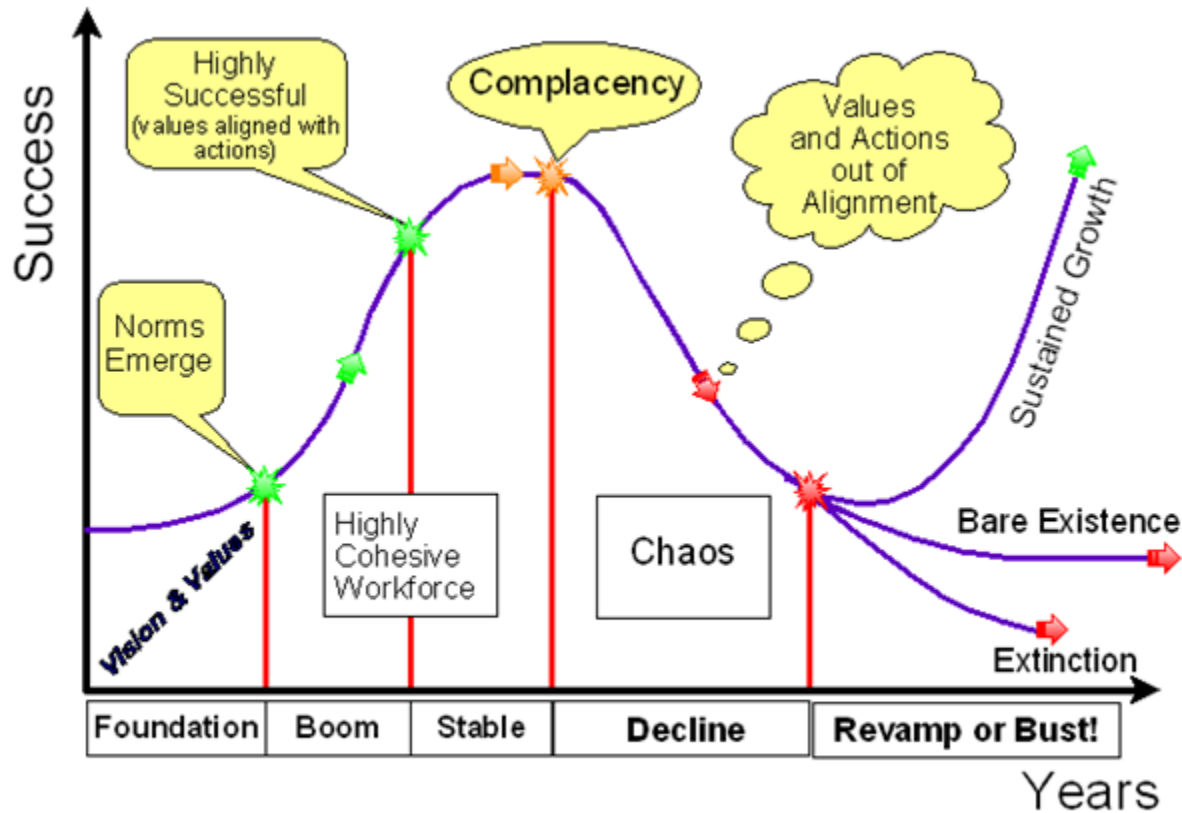 Success
Highly
Successful
(values aligned with
actions)
Complacency
Values
and Actions
out of
Alignment
Norms
Emerge
Vision & Values
Highly
Cohesive
Workforce
Chaos
Sustained Growth
Bare Existence
Extinction
Foundation
Boom
Stable
Decline
Revamp or Bust!
Years